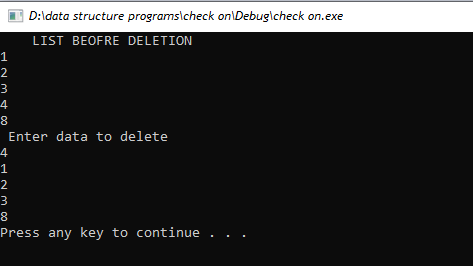 D:\data structure programs\check on\Debug\check on.exe
LIST BEOFRE DELETION
1
2
3
4
8
Enter data to delete
4
1
2
3
8
Press any key to continue . . .